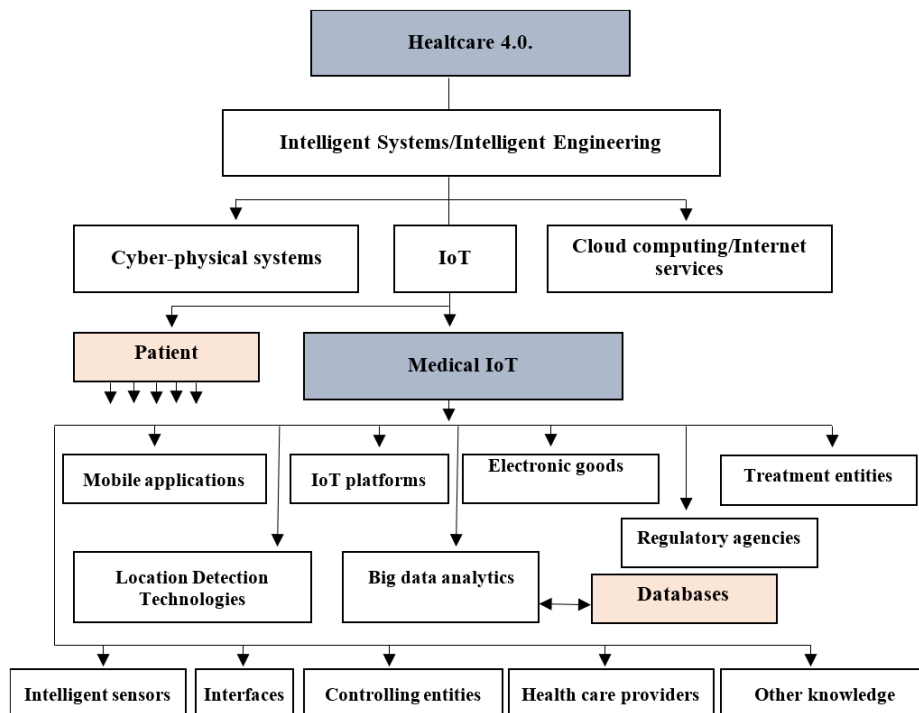 Healtcare 4.0.
Intelligent Systems/Intelligent Engineering
Cyber-physical systems
IoT
Cloud computing/Internet
services
Patient
Medical IoT
Mobile applications
IoT platforms
Electronic goods
Treatment entities
Regulatory agencies
Location Detection
Technologies
Big data analytics
Databases
Intelligent sensors
Interfaces
Controlling entities
Health care providers
Other knowledge